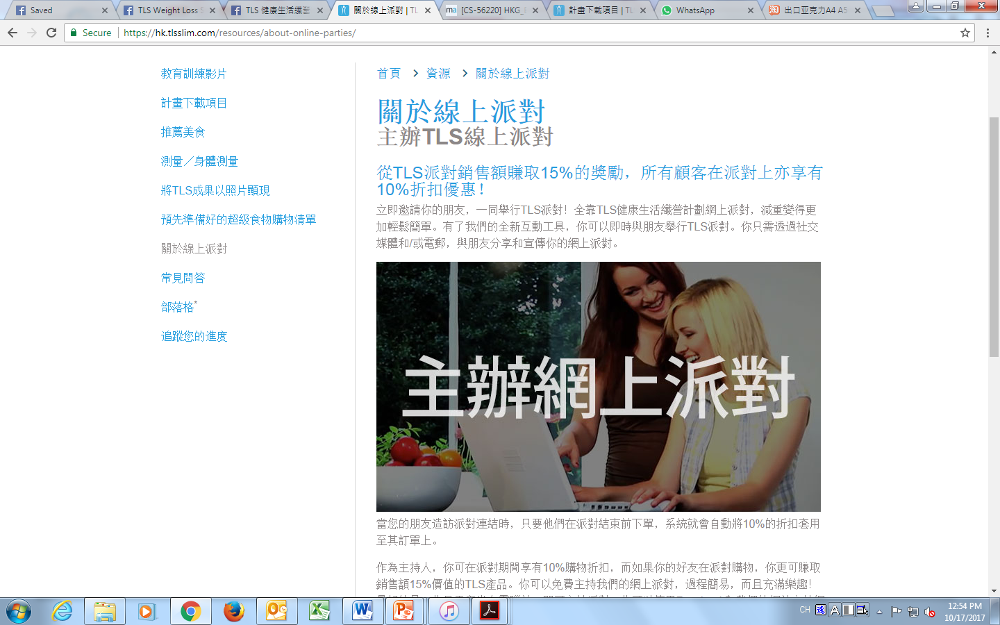 Saved
TLS Weight Loss S
TLS 健康生活纖營
關於線上派對 | TL
[CS-56220] HKG_
計畫下載項目 | TL
WhatsApp
出口亚克力A4 A5
Secure
https://hk.tlsslim.com/resources/about-online-parties/
教育訓練影片
計畫下載項目
推薦美食
測量／身體測量
將TLS成果以照片顯現
預先準備好的超級食物購物清單
關於線上派對
常見問答
部落格*
追蹤您的進度
首頁 > 資源 > 關於線上派對
關於線上派對
主辦TLS線上派對
從TLS派對銷售額賺取15%的獎勵，所有顧客在派對上亦享有
10%折扣優惠！
立即邀請你的朋友，一同舉行TLS派對！全靠TLS健康生活纖營計劃網上派對，減重變得更
加輕鬆簡單。有了我們的全新互動工具，你可以即時與朋友舉行TLS派對。你只需透過社交
媒體和/或電郵，與朋友分享和宣傳你的網上派對。
主辦網上派對
當您的朋友造訪派對連結時，只要他們在派對結束前下單，系統就會自動將10%的折扣套用
至其訂單上。
作為主持人，你可在派對期間享有10%購物折扣，而如果你的好友在派對購物，你更可賺取
銷售額15%價值的TLS產品。你可以免費主持我們的網上派對，過程簡易，而且充滿樂趣！
CH
速
A
12:54 PM
10/17/2017